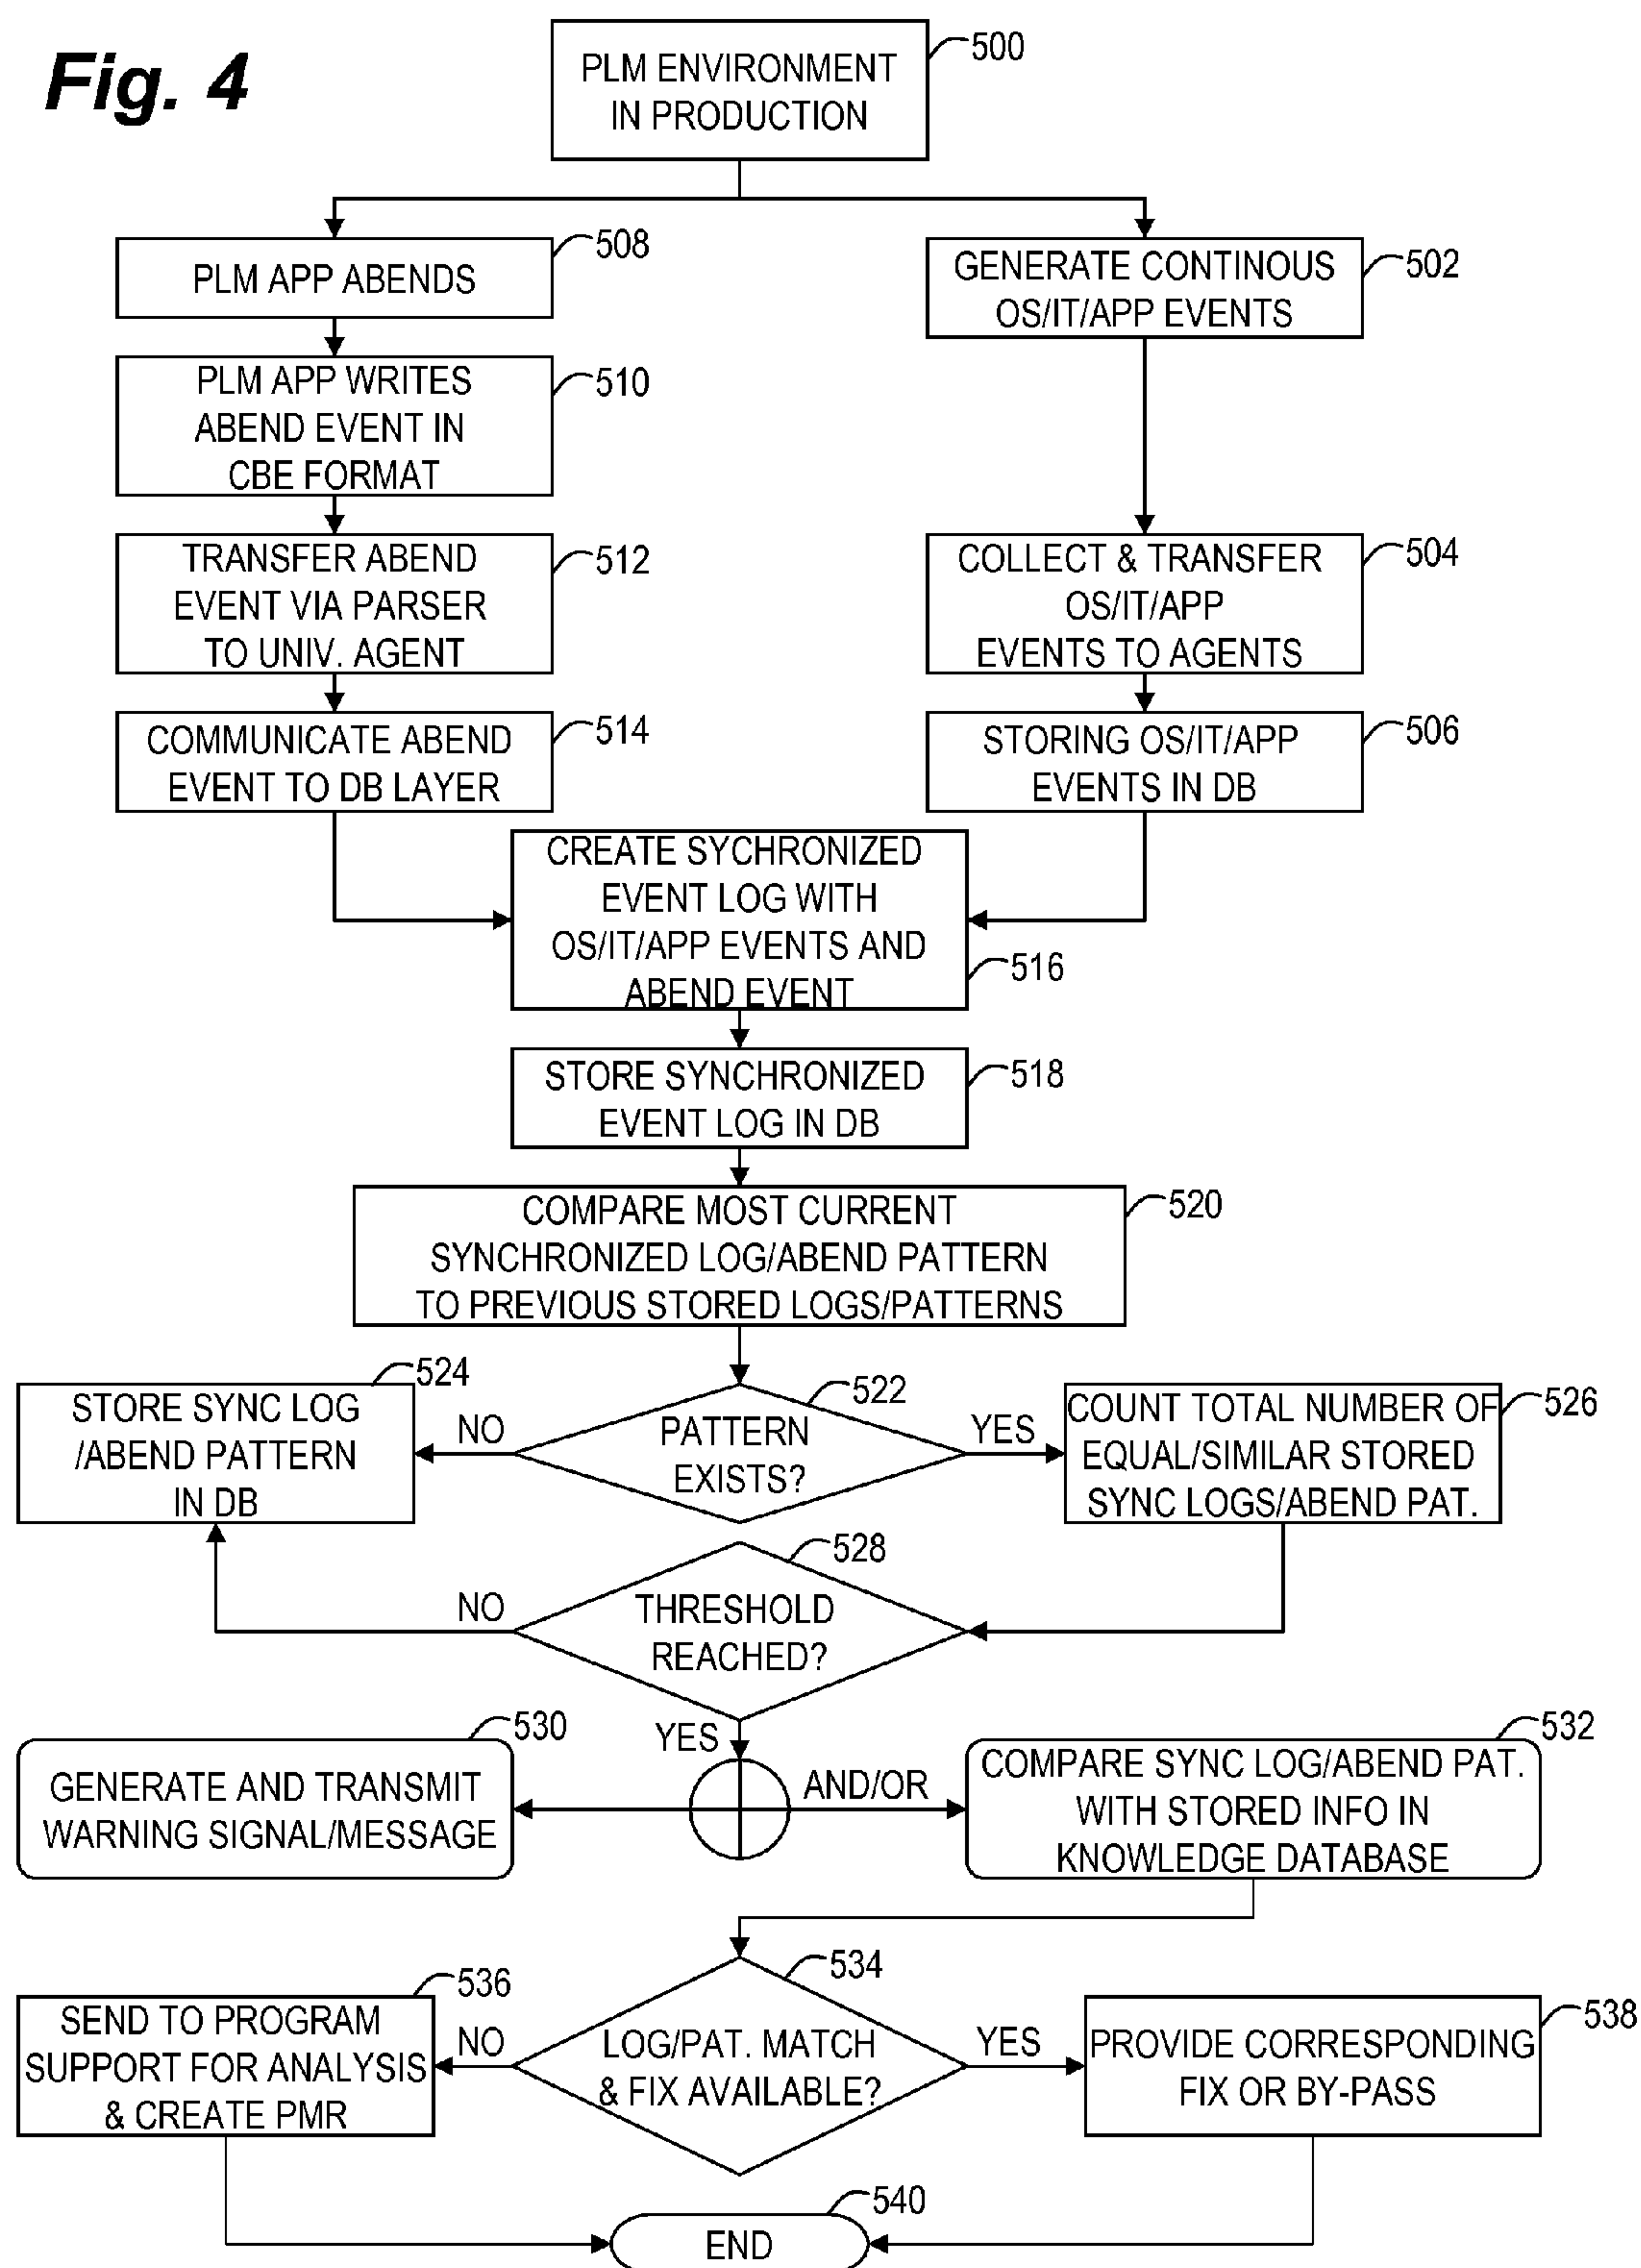 Fig. 4
PLM ENVIRONMENT
IN PRODUCTION
500
PLM APP ABENDS
508
GENERATE CONTINOUS
OS/IT/APP EVENTS
502
PLM APP WRITES
ABEND EVENT IN
CBE FORMAT
510
TRANSFER ABEND
EVENT VIA PARSER
TO UNIV. AGENT
512
COLLECT & TRANSFER
OS/IT/APP
EVENTS TO AGENTS
504
COMMUNICATE ABEND
EVENT TO DB LAYER
514
STORING OS/IT/APP
EVENTS IN DB
506
CREATE SYCHRONIZED
EVENT LOG WITH
OS/IT/APP EVENTS AND
ABEND EVENT
516
STORE SYNCHRONIZED
EVENT LOG IN DB
518
COMPARE MOST CURRENT
SYNCHRONIZED LOG/ABEND PATTERN
TO PREVIOUS STORED LOGS/PATTERNS
520
STORE SYNC LOG
/ABEND PATTERN
IN DB
524
NO
PATTERN
EXISTS?
522
YES
COUNT TOTAL NUMBER OF
EQUAL/SIMILAR STORED
SYNC LOGS/ABEND PAT.
526
NO
THRESHOLD
REACHED?
528
YES
GENERATE AND TRANSMIT
WARNING SIGNAL/MESSAGE
530
AND/OR
COMPARE SYNC LOG/ABEND PAT.
WITH STORED INFO IN
KNOWLEDGE DATABASE
532
SEND TO PROGRAM
SUPPORT FOR ANALYSIS
& CREATE PMR
536
NO
LOG/PAT. MATCH
& FIX AVAILABLE?
534
YES
PROVIDE CORRESPONDING
FIX OR BY-PASS
538
END
540